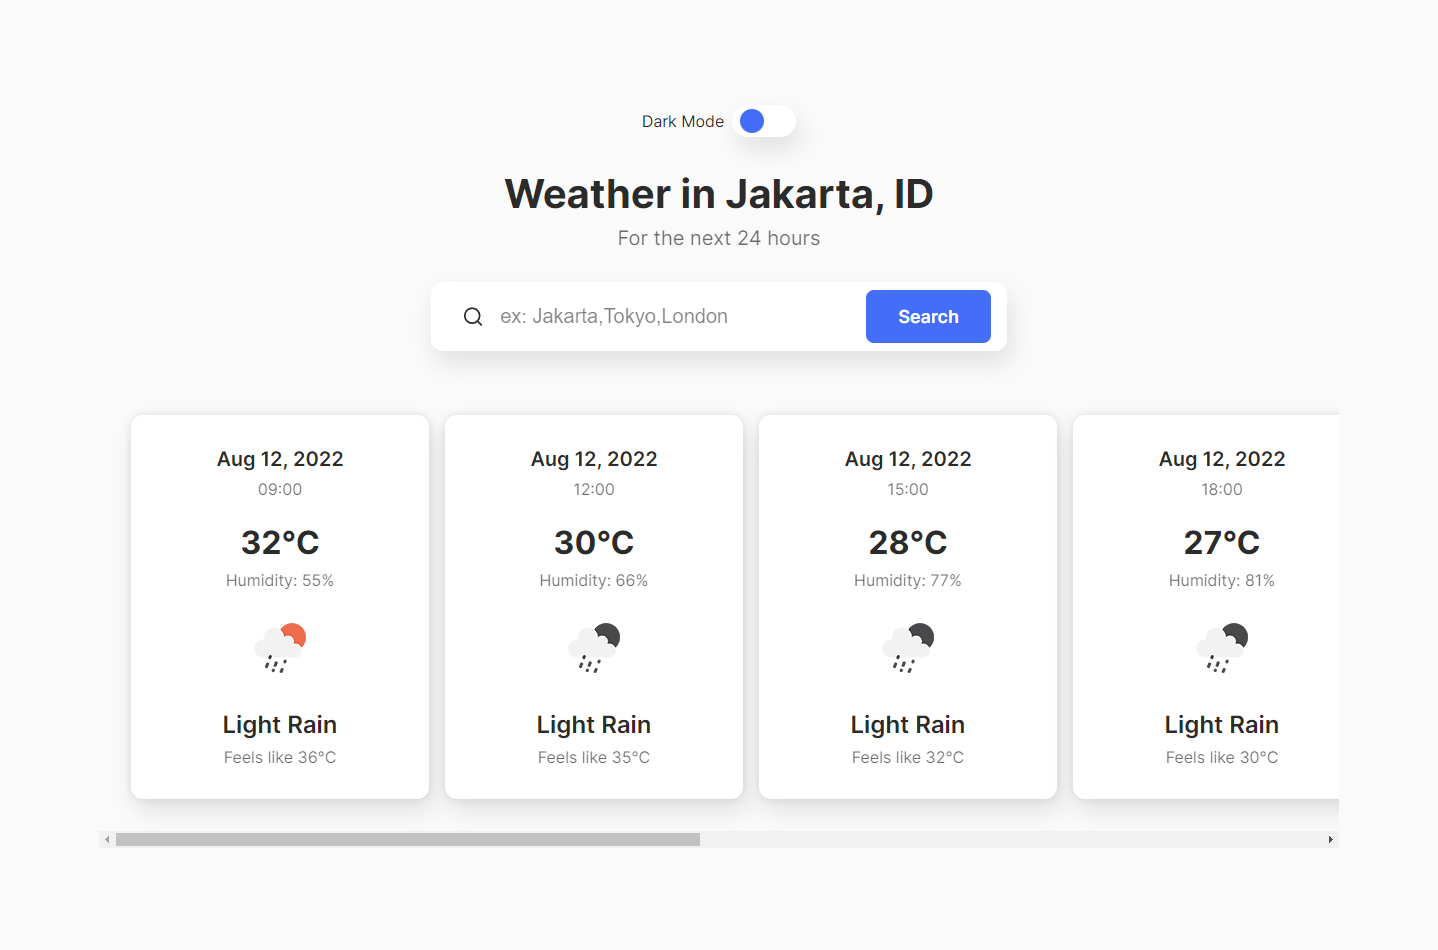 Dark Mode
Weather in Jakarta, ID
For the next 24 hours
ex: Jakarta,Tokyo,London
Search
Aug 12, 2022
09:00
32°C
Humidity: 55%
Light Rain
Feels like 36°C
Aug 12, 2022
12:00
30°C
Humidity: 66%
Light Rain
Feels like 35°C
Aug 12, 2022
15:00
28°C
Humidity: 77%
Light Rain
Feels like 32°C
Aug 12, 2022
18:00
27°C
Humidity: 81%
Light Rain
Feels like 30°C